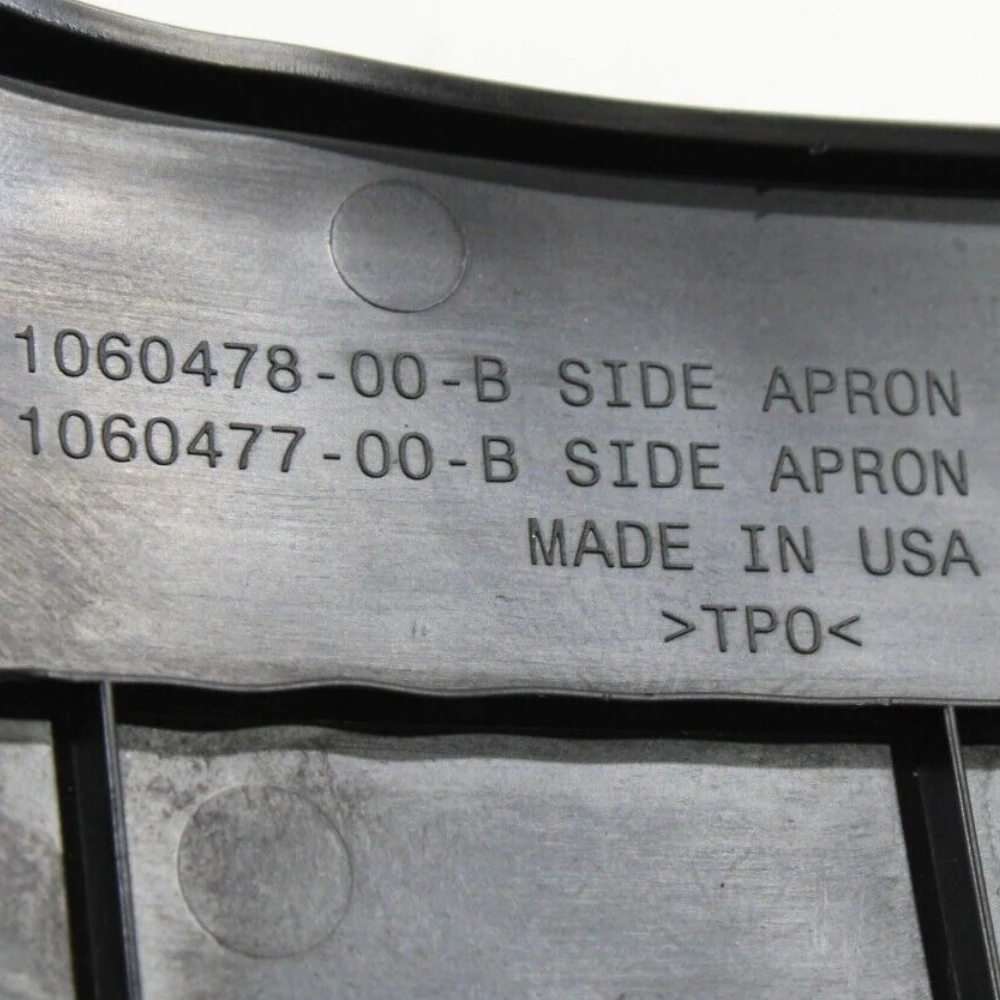 1060478-00-B SIDE APRON
1060477-00-B SIDE APRON
MADE IN USA
>TPO<